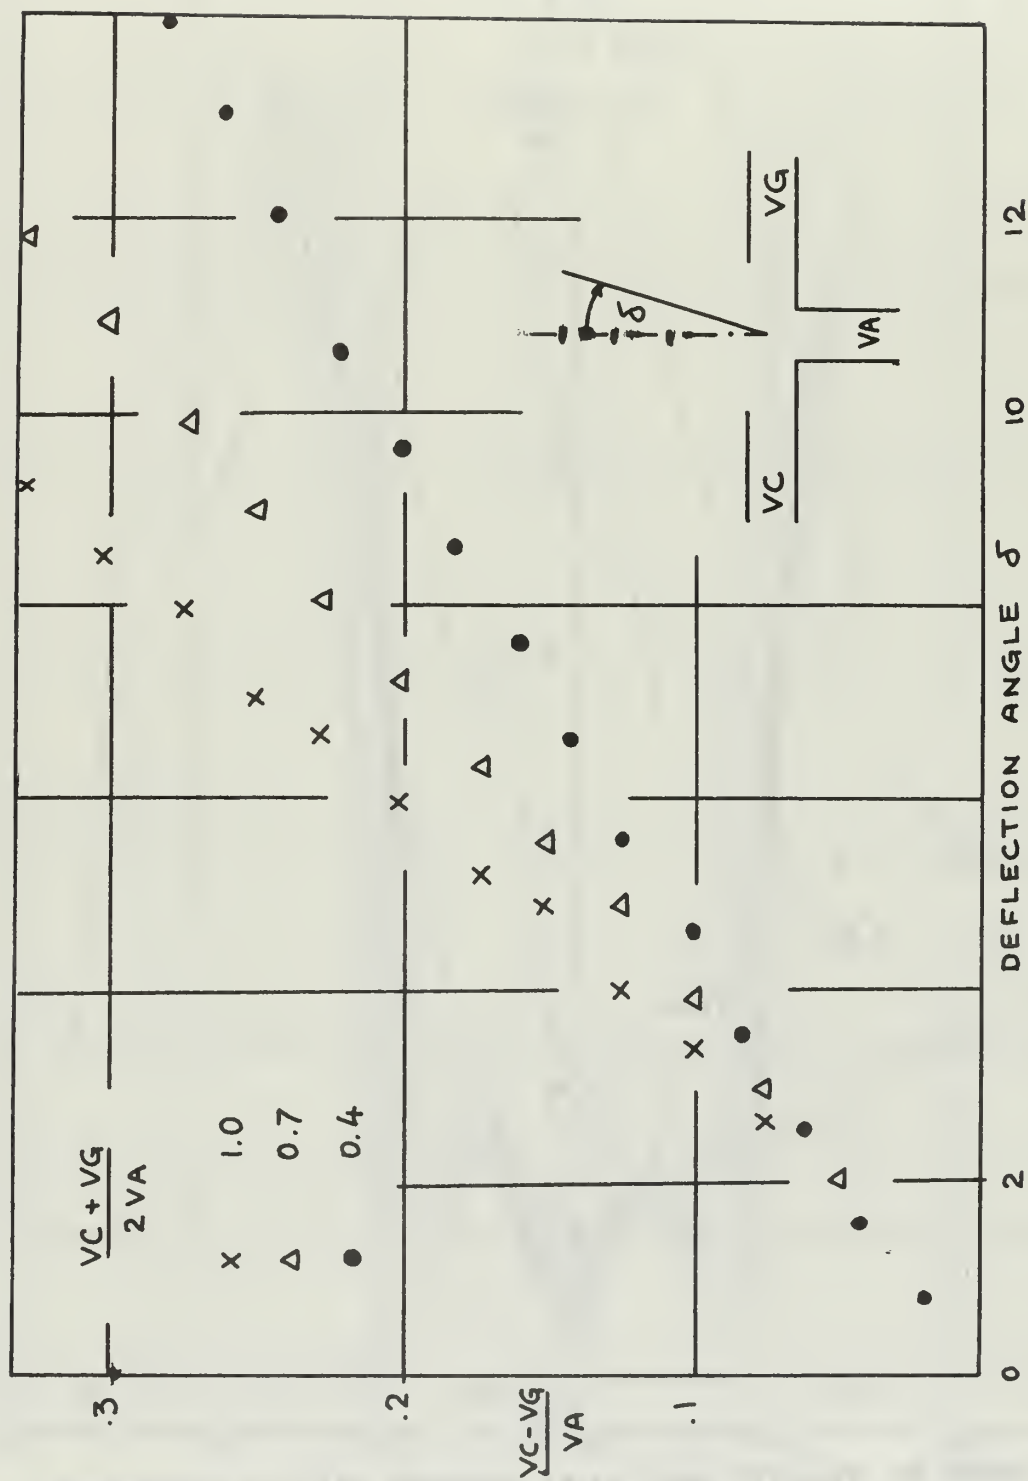 VC + VG
2 VA
× 1.0
Δ 0.7
● 0.4
.3
.2
.1
VC - VG
VA
0
2
10
12
DEFLECTION ANGLE δ
VC
VG
VA
δ